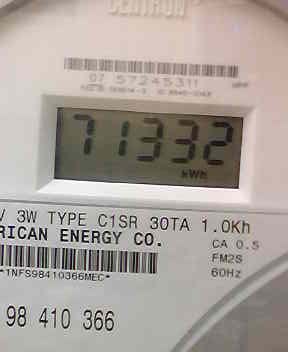 CENTRON
07 57245311
71332
kWh
V 3W TYPE C1SR 30TA 1.0Kh
RICAN ENERGY CO.
CA 0.5
FM2S
60Hz
*1NFS98410366MEC*
98 410 366